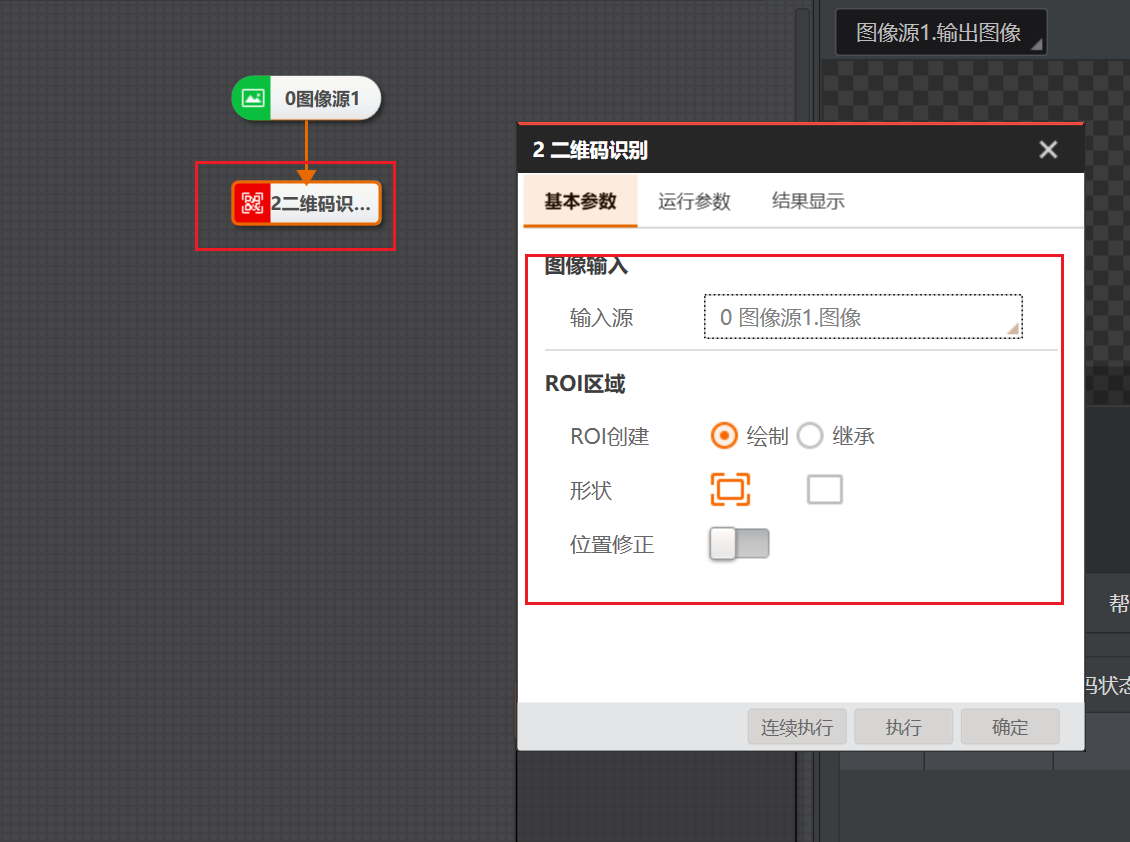 图像源1.输出图像
0图像源1
2二维码识...
2 二维码识别
基本参数 运行参数 结果显示
图像输入
输入源 0 图像源1.图像
ROI区域
ROI创建 绘制 继承
形状
位置修正
帮
码状态
连续执行 执行 确定